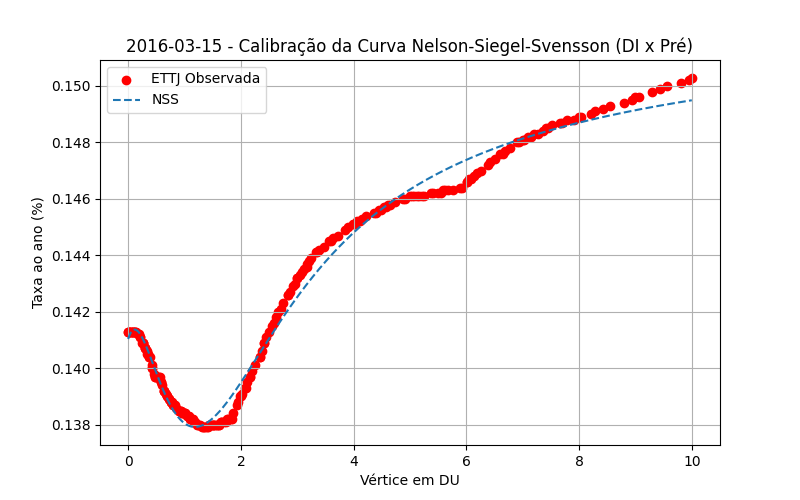 2016-03-15 - Calibração da Curva Nelson-Siegel-Svensson (DI x Pré)
ETTJ Observada
NSS
Taxa ao ano (%)
0.150
0.148
0.146
0.144
0.142
0.140
0.138
0 2 4 6 8 10
Vértice em DU